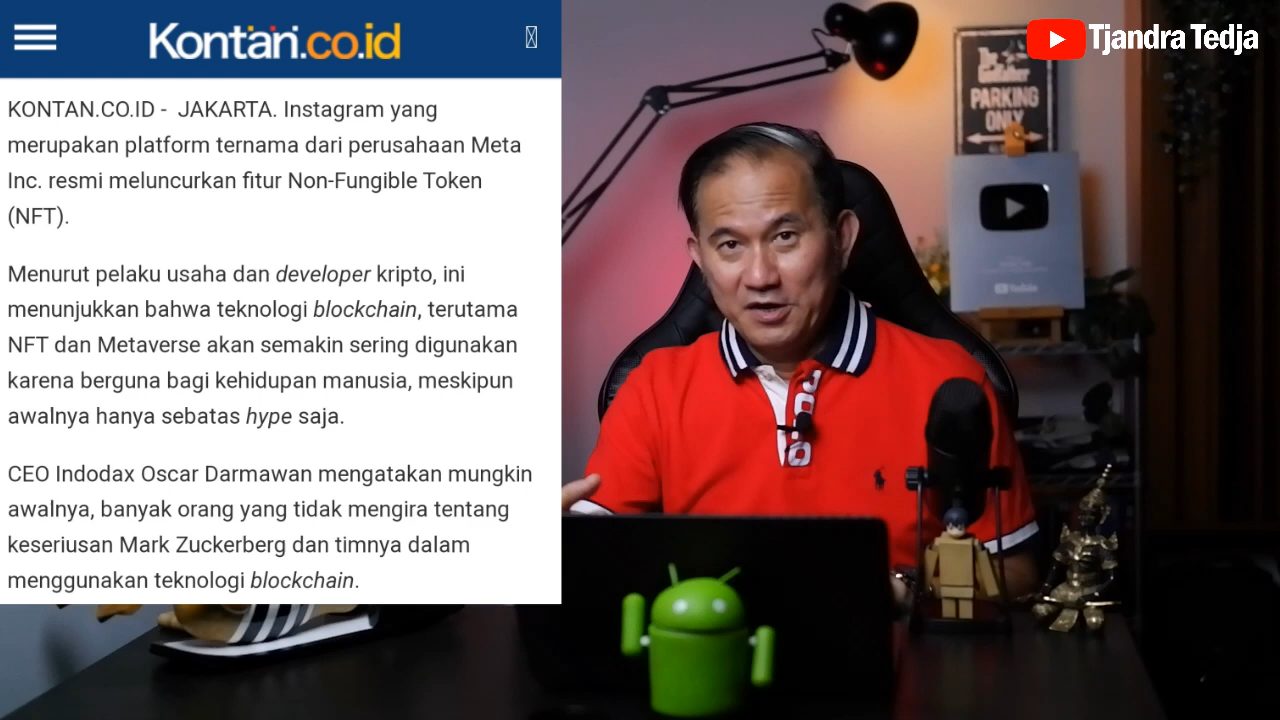 Kontan.co.id
KONTAN.CO.ID - JAKARTA. Instagram yang
merupakan platform ternama dari perusahaan Meta
Inc. resmi meluncurkan fitur Non-Fungible Token
(NFT).
Menurut pelaku usaha dan developer kripto, ini
menunjukkan bahwa teknologi blockchain, terutama
NFT dan Metaverse akan semakin sering digunakan
karena berguna bagi kehidupan manusia, meskipun
awalnya hanya sebatas hype saja.
CEO Indodax Oscar Darmawan mengatakan mungkin
awalnya, banyak orang yang tidak mengira tentang
keseriusan Mark Zuckerberg dan timnya dalam
menggunakan teknologi blockchain.
Tjandra Tedja
The
Godfather
PARKING
ONLY
YouTube